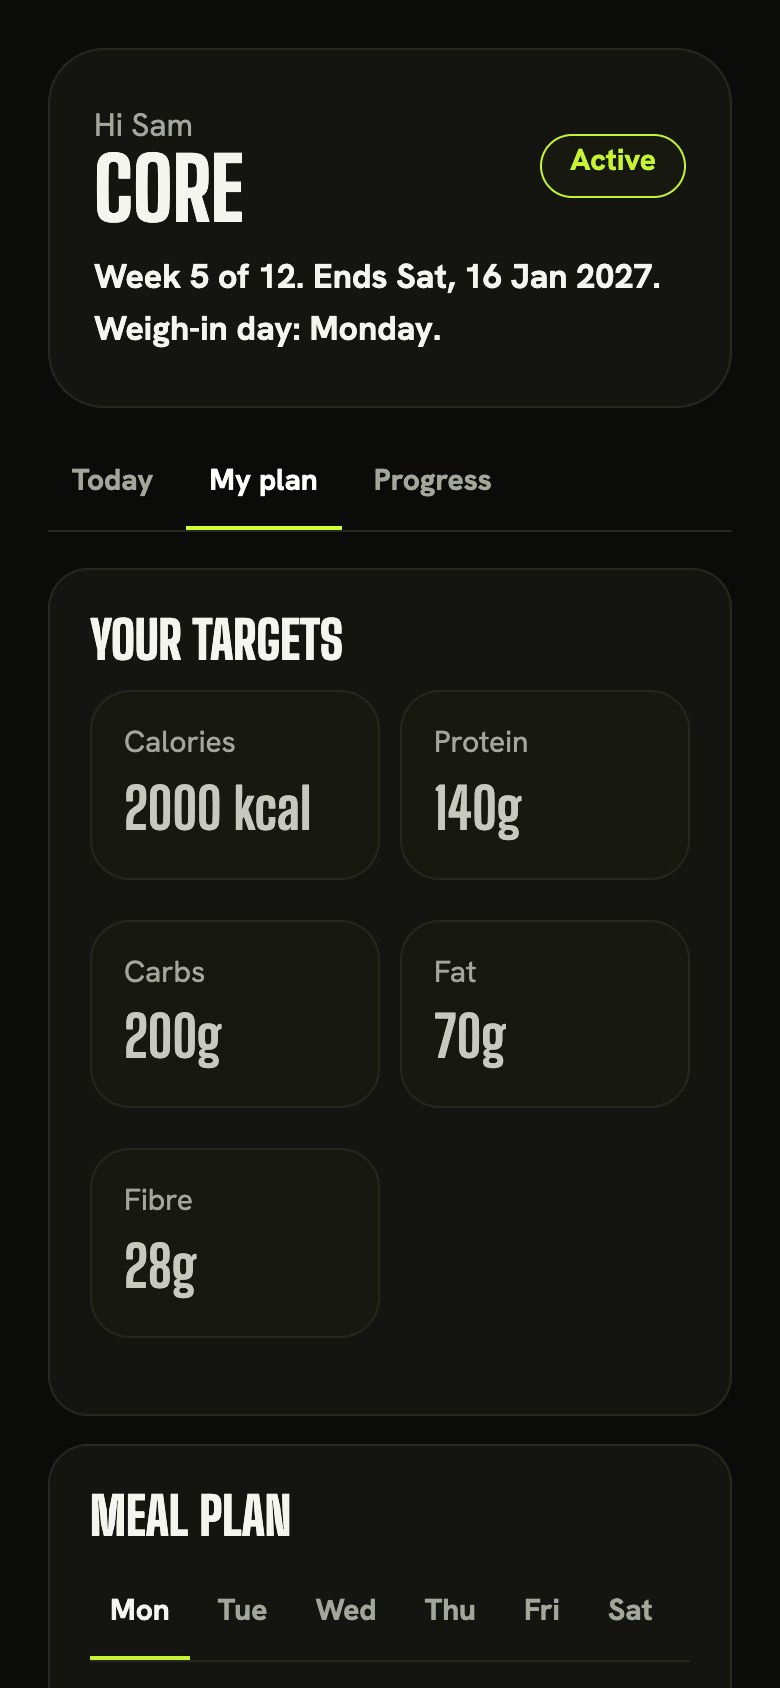 Hi Sam
CORE
Active
Week 5 of 12. Ends Sat, 16 Jan 2027.
Weigh-in day: Monday.
Today My plan Progress
YOUR TARGETS
Calories Protein
2000 kcal 140g
Carbs Fat
200g 70g
Fibre
28g
MEAL PLAN
Mon Tue Wed Thu Fri Sat